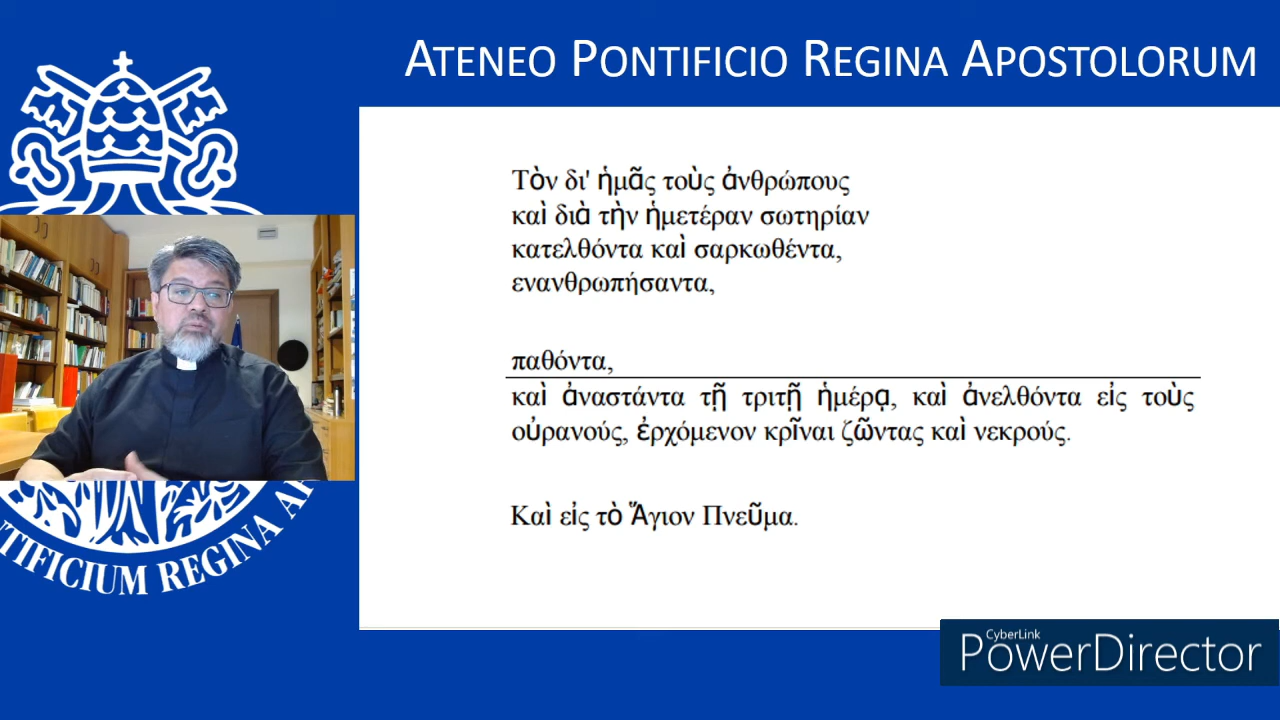 ATENEO PONTIFICIO REGINA APOSTOLORUM
Τὸν δι' ἡμᾶς τοὺς ἀνθρώπους
καὶ διὰ τὴν ἡμετέραν σωτηρίαν
κατελθόντα καὶ σαρκωθέντα,
ενανθρωπήσαντα,
παθόντα,
καὶ ἀναστάντα τῇ τριτῇ ἡμέρᾳ, καὶ ἀνελθόντα εἰς τοὺς
οὐρανούς, ἐρχόμενον κρῖναι ζῶντας καὶ νεκρούς.
Καὶ εἰς τὸ Ἅγιον Πνεῦμα.
TIFICIUM REGINA AP
CyberLink
PowerDirector